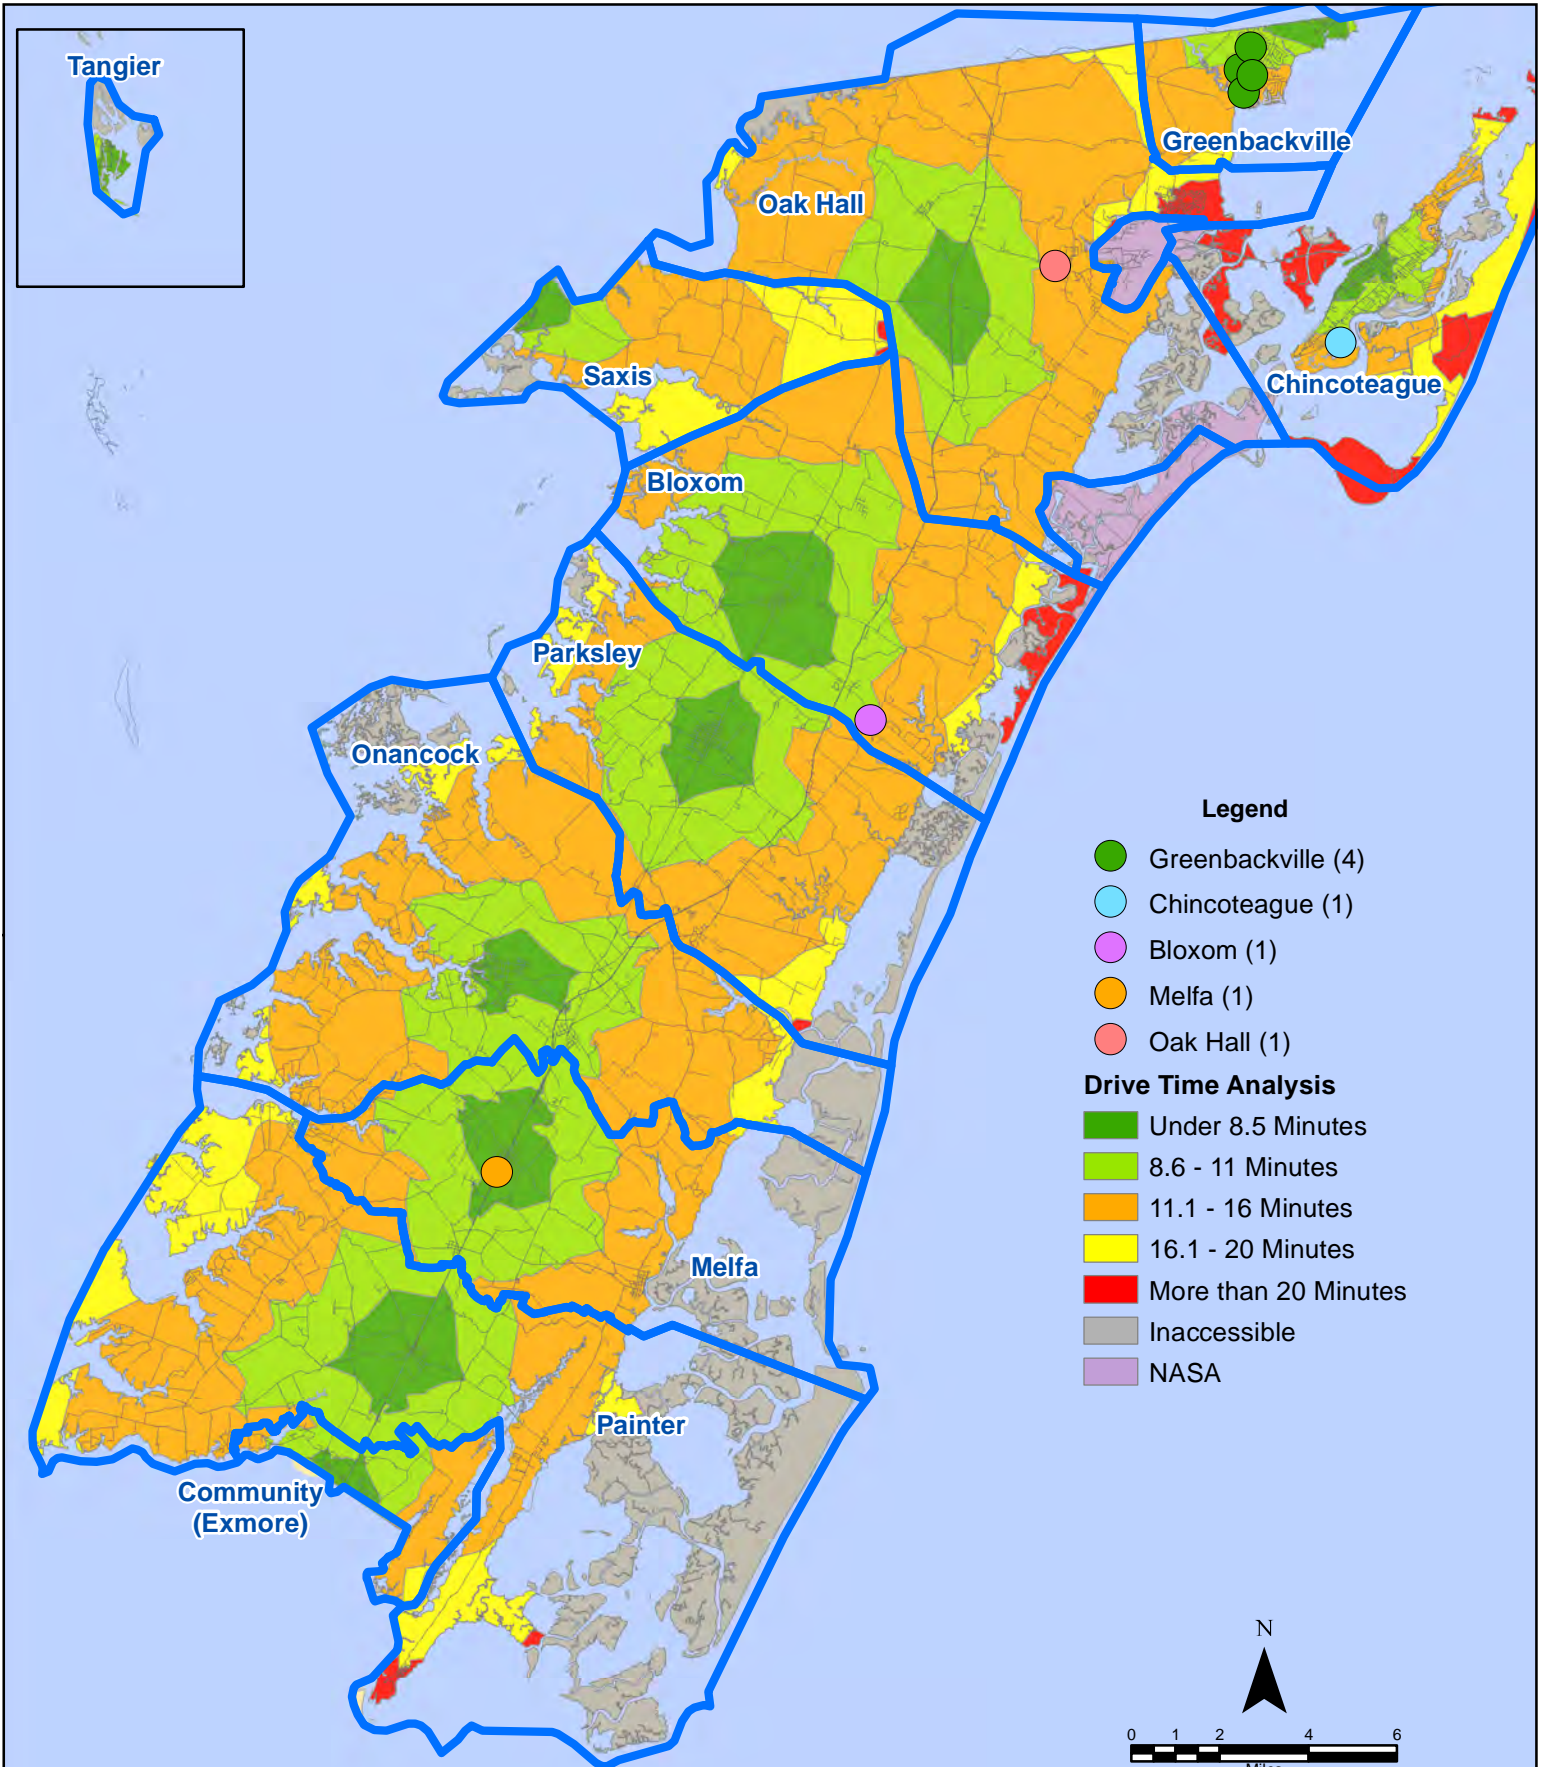 Tangier
Greenbackville
Oak Hall
Saxis
Chincoteague
Bloxom
Parksley
Onancock
Legend
Greenbackville (4)
Chincoteague (1)
Bloxom (1)
Melfa (1)
Oak Hall (1)
Drive Time Analysis
Under 8.5 Minutes
8.6 - 11 Minutes
11.1 - 16 Minutes
16.1 - 20 Minutes
More than 20 Minutes
Inaccessible
NASA
Melfa
Painter
Community
(Exmore)
N
0 1 2 4 6